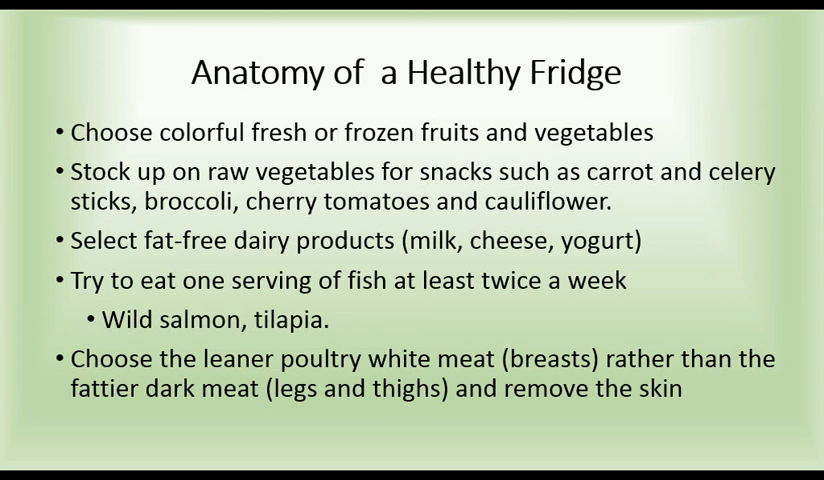 Anatomy of  a Healthy Fridge
• Choose colorful fresh or frozen fruits and vegetables
• Stock up on raw vegetables for snacks such as carrot and celery
sticks, broccoli, cherry tomatoes and cauliflower.
• Select fat-free dairy products (milk, cheese, yogurt)
• Try to eat one serving of fish at least twice a week
• Wild salmon, tilapia.
• Choose the leaner poultry white meat (breasts) rather than the
fattier dark meat (legs and thighs) and remove the skin